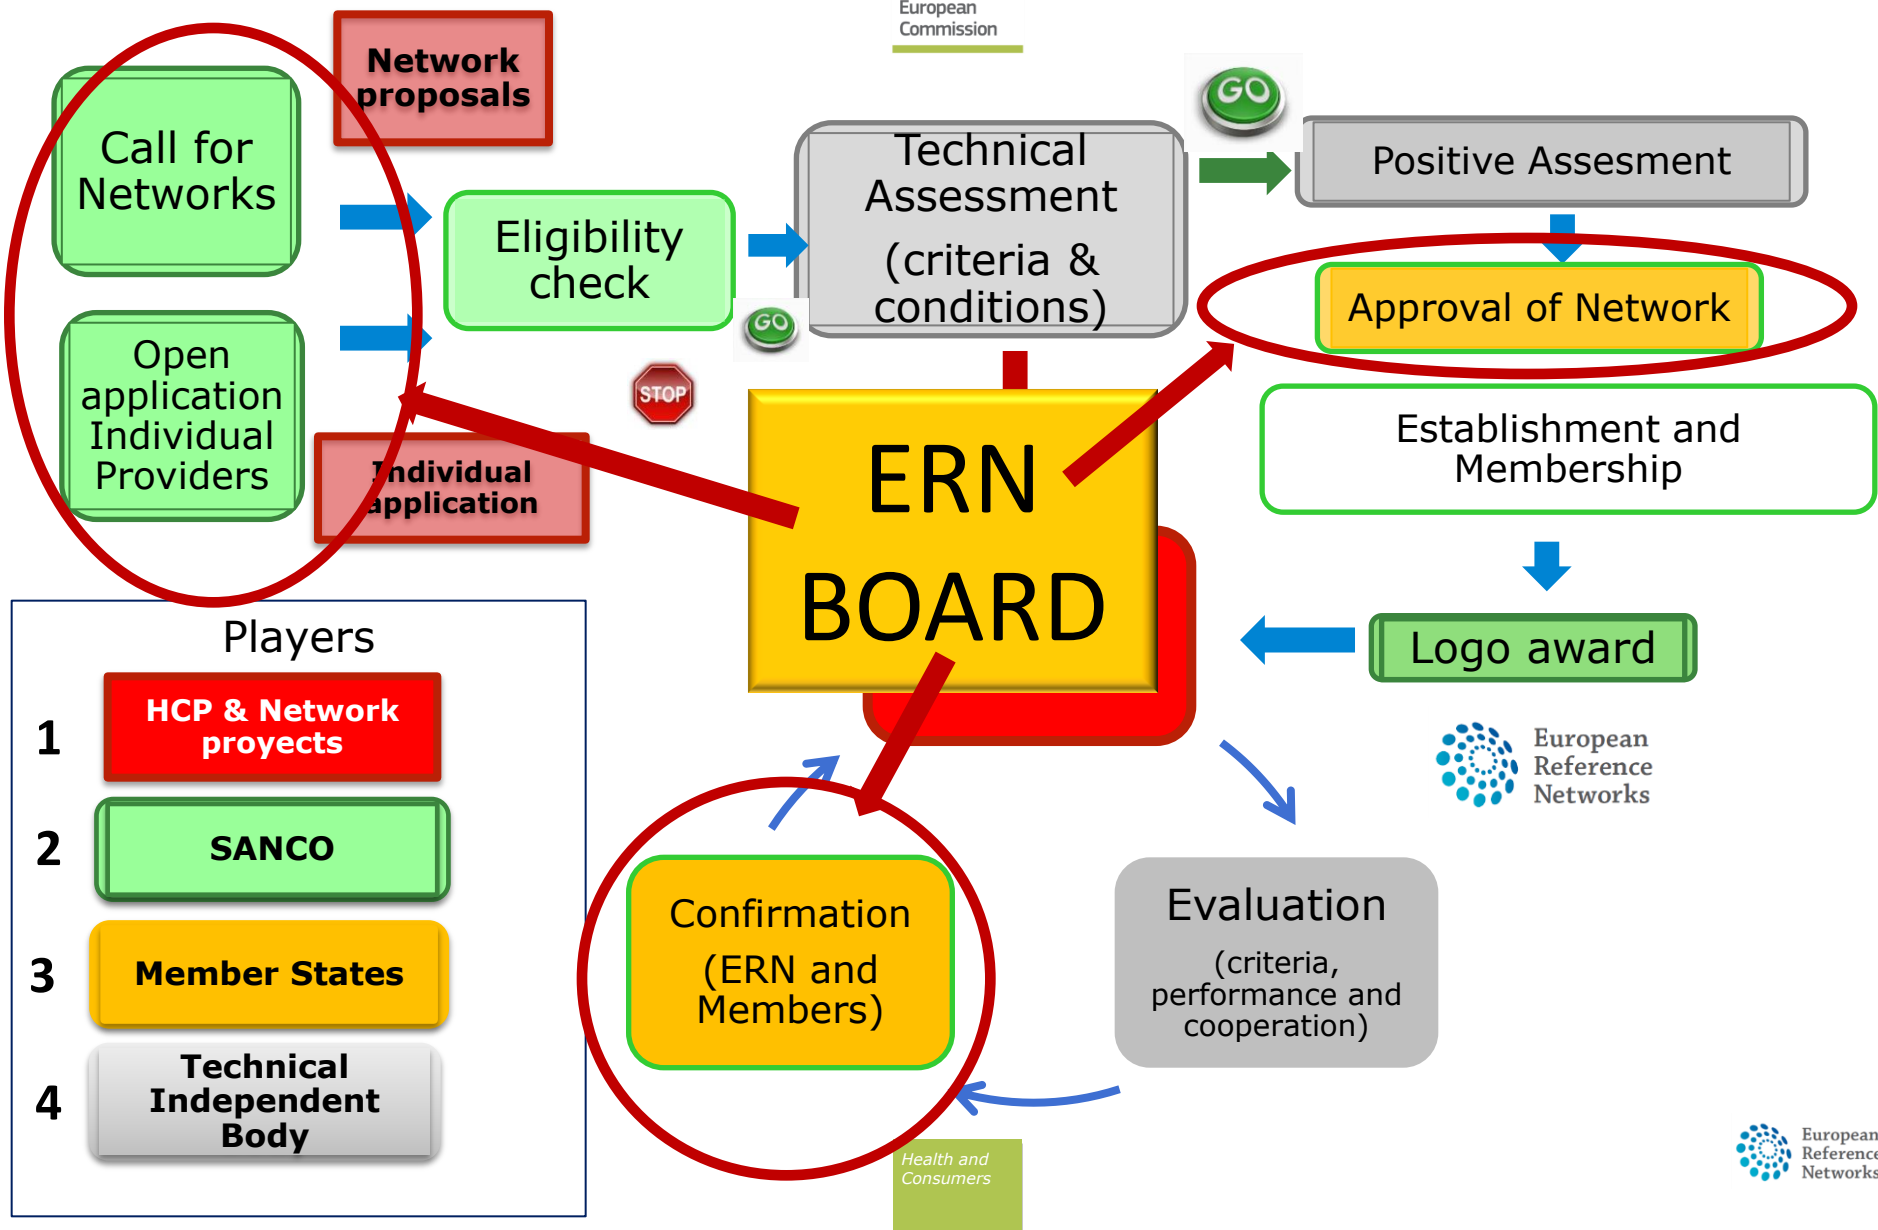 European
Commission
Network
proposals
GO
Call for
Networks
Technical
Assessment
(criteria &
conditions)
Positive Assesment
Eligibility
check
GO
Approval of Network
Open
application
Individual
Providers
STOP
Individual
application
ERN
BOARD
Establishment and
Membership
Logo award
Players
1
HCP & Network
proyects
2
SANCO
3
Member States
4
Technical
Independent
Body
European
Reference
Networks
Confirmation
(ERN and
Members)
Evaluation
(criteria,
performance and
cooperation)
Health and
Consumers
European
Reference
Networks